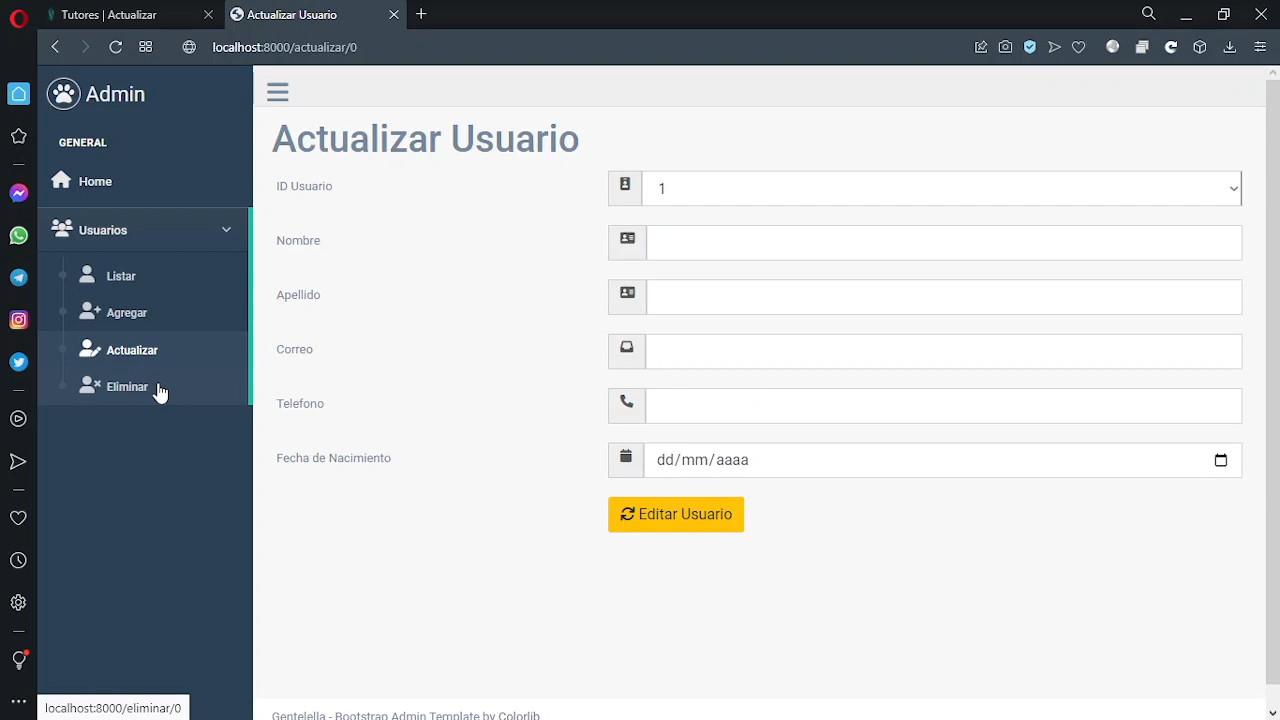 Tutores | Actualizar
Actualizar Usuario
localhost:8000/actualizar/0
Admin
GENERAL
Home
Usuarios
Listar
Agregar
Actualizar
Eliminar
Actualizar Usuario
ID Usuario
1
Nombre
Apellido
Correo
Telefono
Fecha de Nacimiento
dd/mm/aaaa
Editar Usuario
localhost:8000/eliminar/0
Gentelella - Bootstrap Admin Template by Colorlib